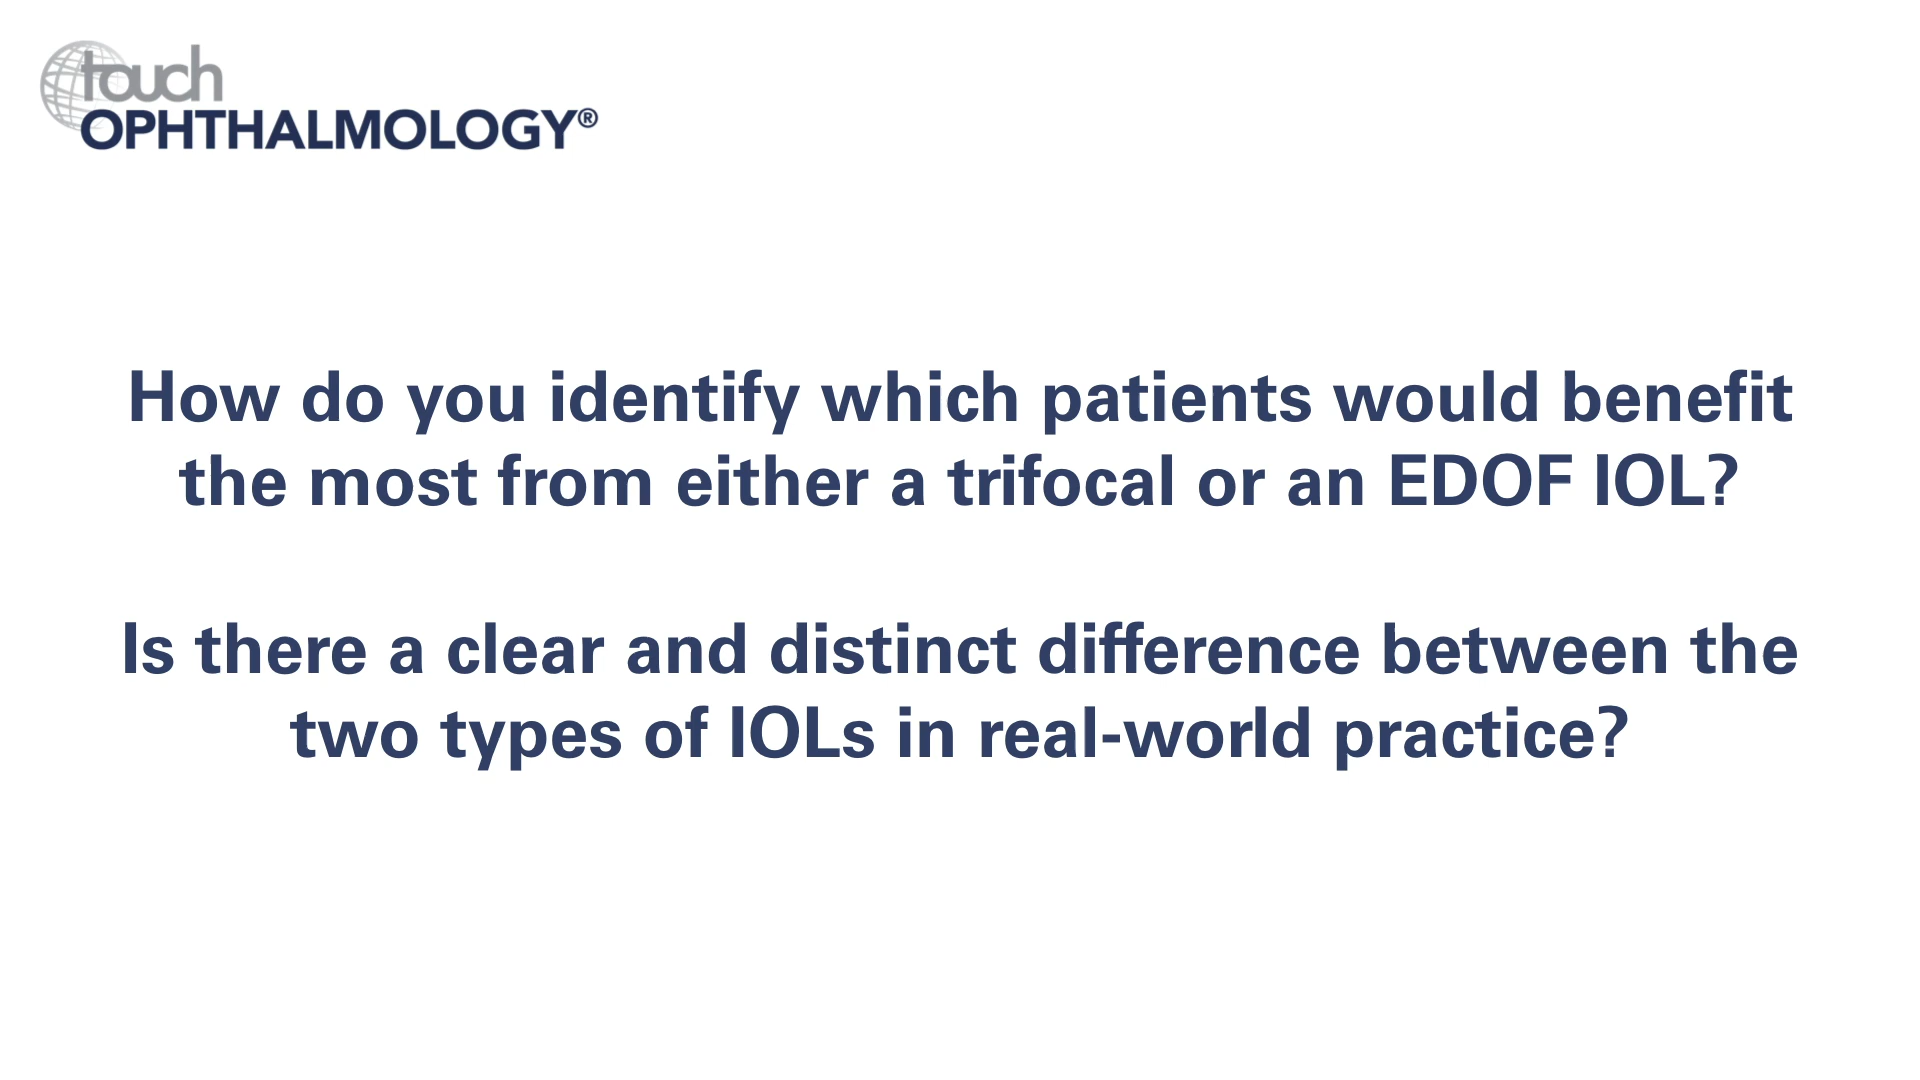 touch
OPHTHALMOLOGY®
How do you identify which patients would benefit
the most from either a trifocal or an EDOF IOL?
Is there a clear and distinct difference between the
two types of IOLs in real-world practice?